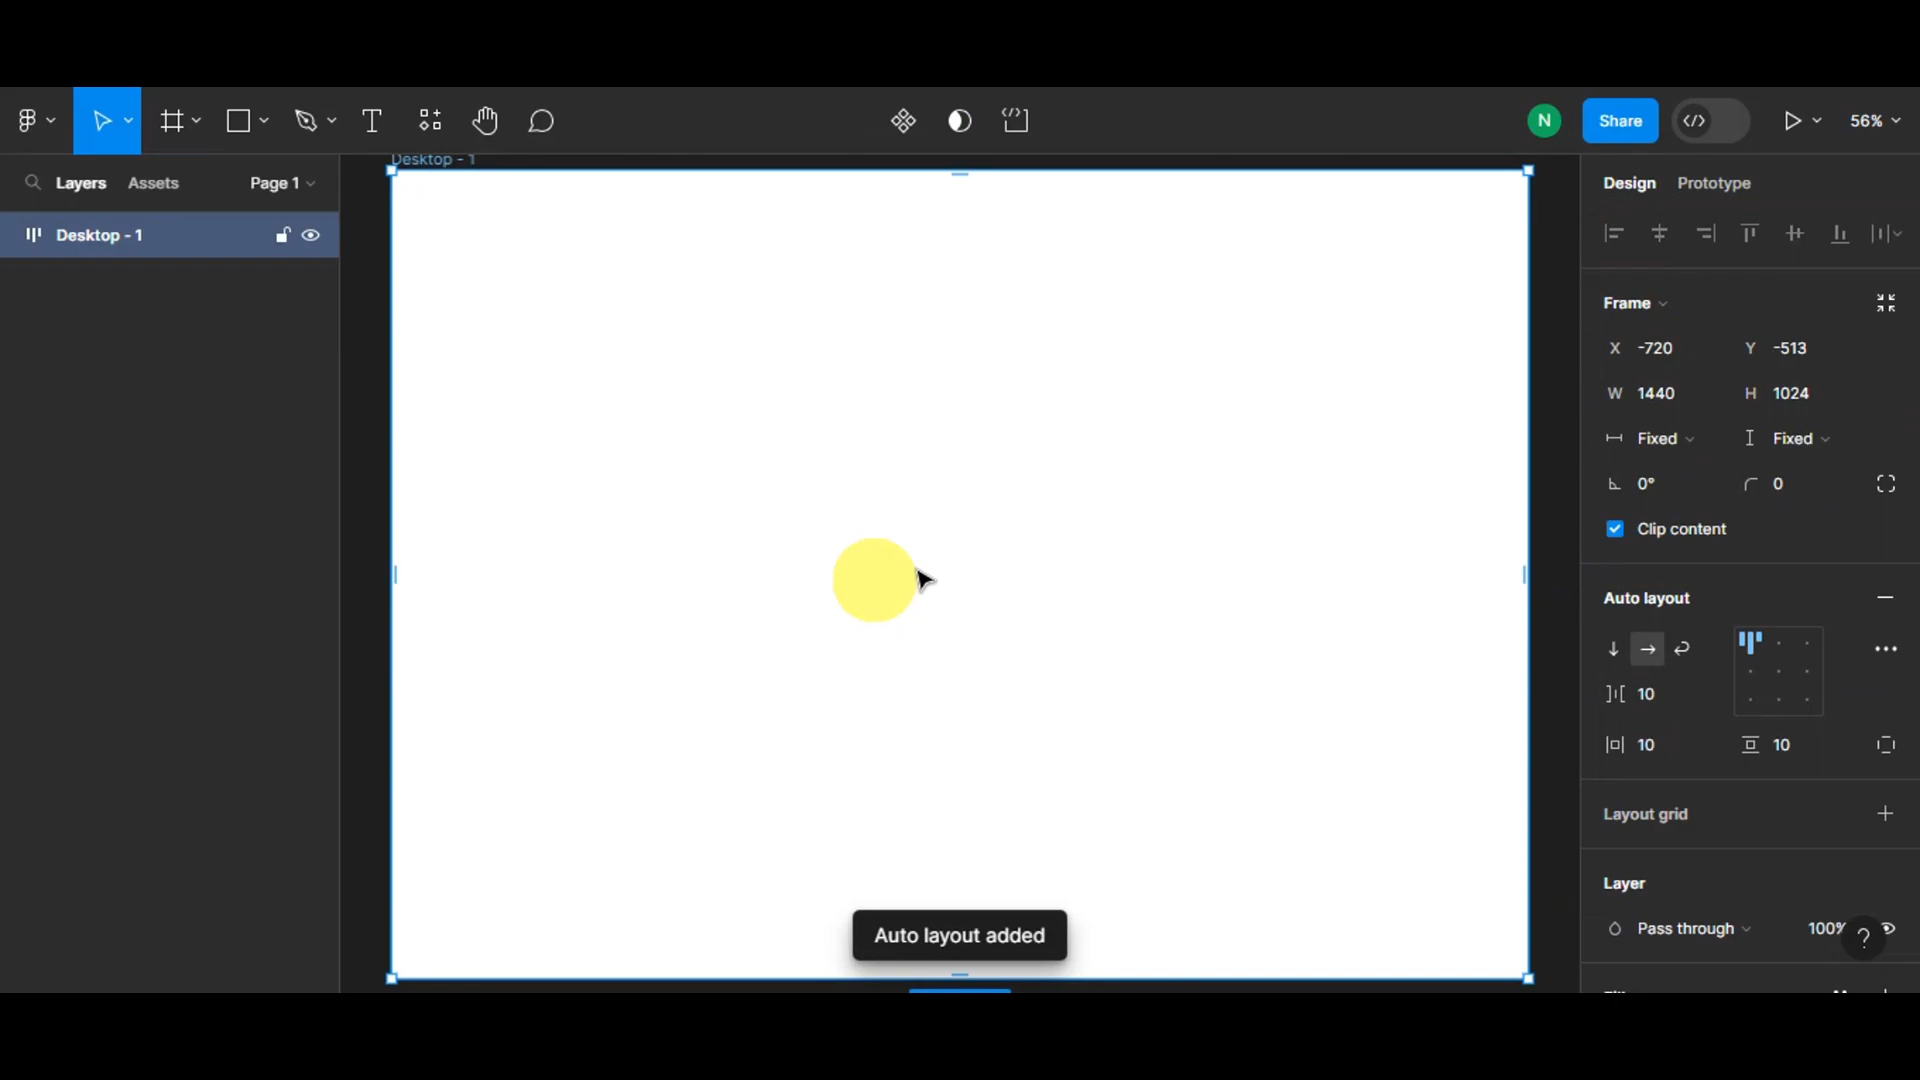 N
Share
56%
Layers
Assets
Page 1
Desktop - 1
Desktop - 1
Design
Prototype
Frame
X -720
Y -513
W 1440
H 1024
Fixed
Fixed
0°
0
Clip content
Auto layout
10
10
10
Layout grid
Layer
Pass through
100%
?
Auto layout added